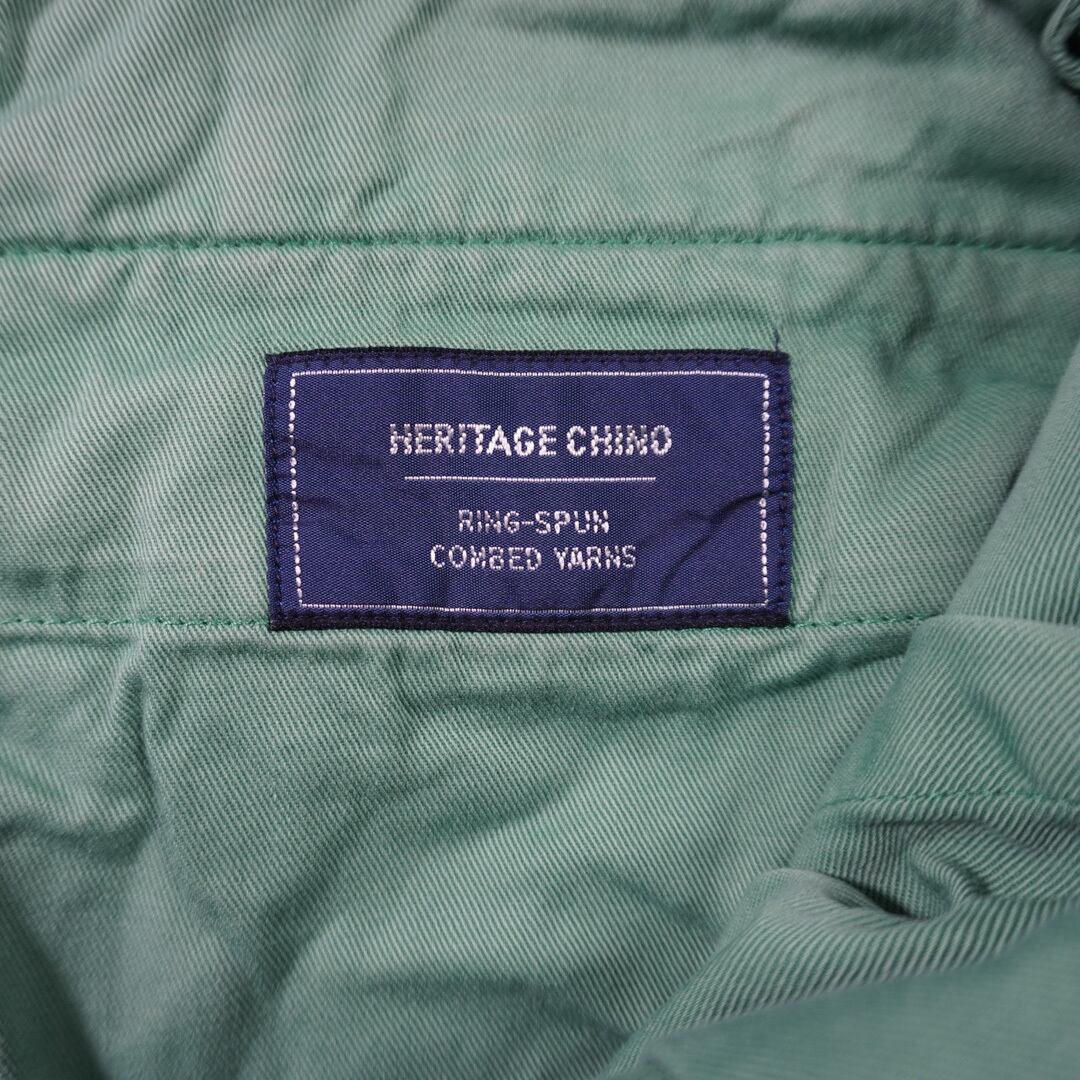 HERITAGE CHINO
RING-SPUN
COMBED YARNS